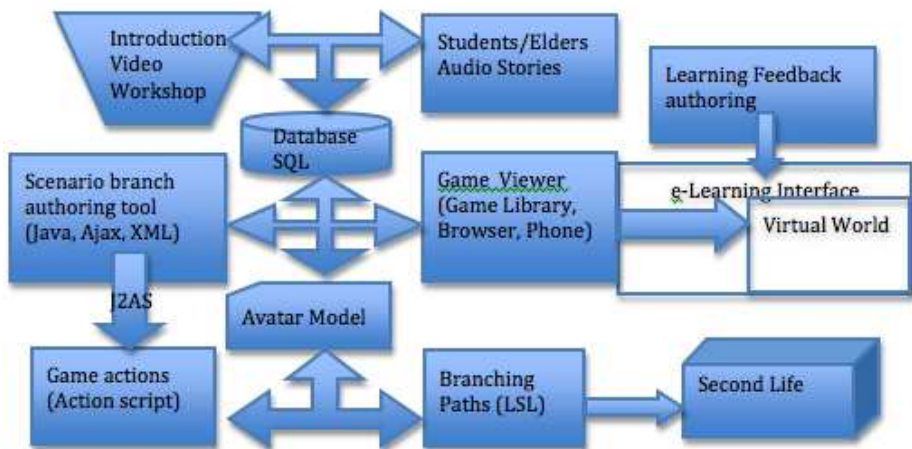 Introduction
Video
Workshop
Students/Elders
Audio Stories
Learning Feedback
authoring
Database
SQL
Scenario branch
authoring tool
(Java, Ajax, XML)
Game Viewer
(Game Library,
Browser, Phone)
e-Learning Interface
Virtual World
J2AS
Avatar Model
Game actions
(Action script)
Branching
Paths (LSL)
Second Life